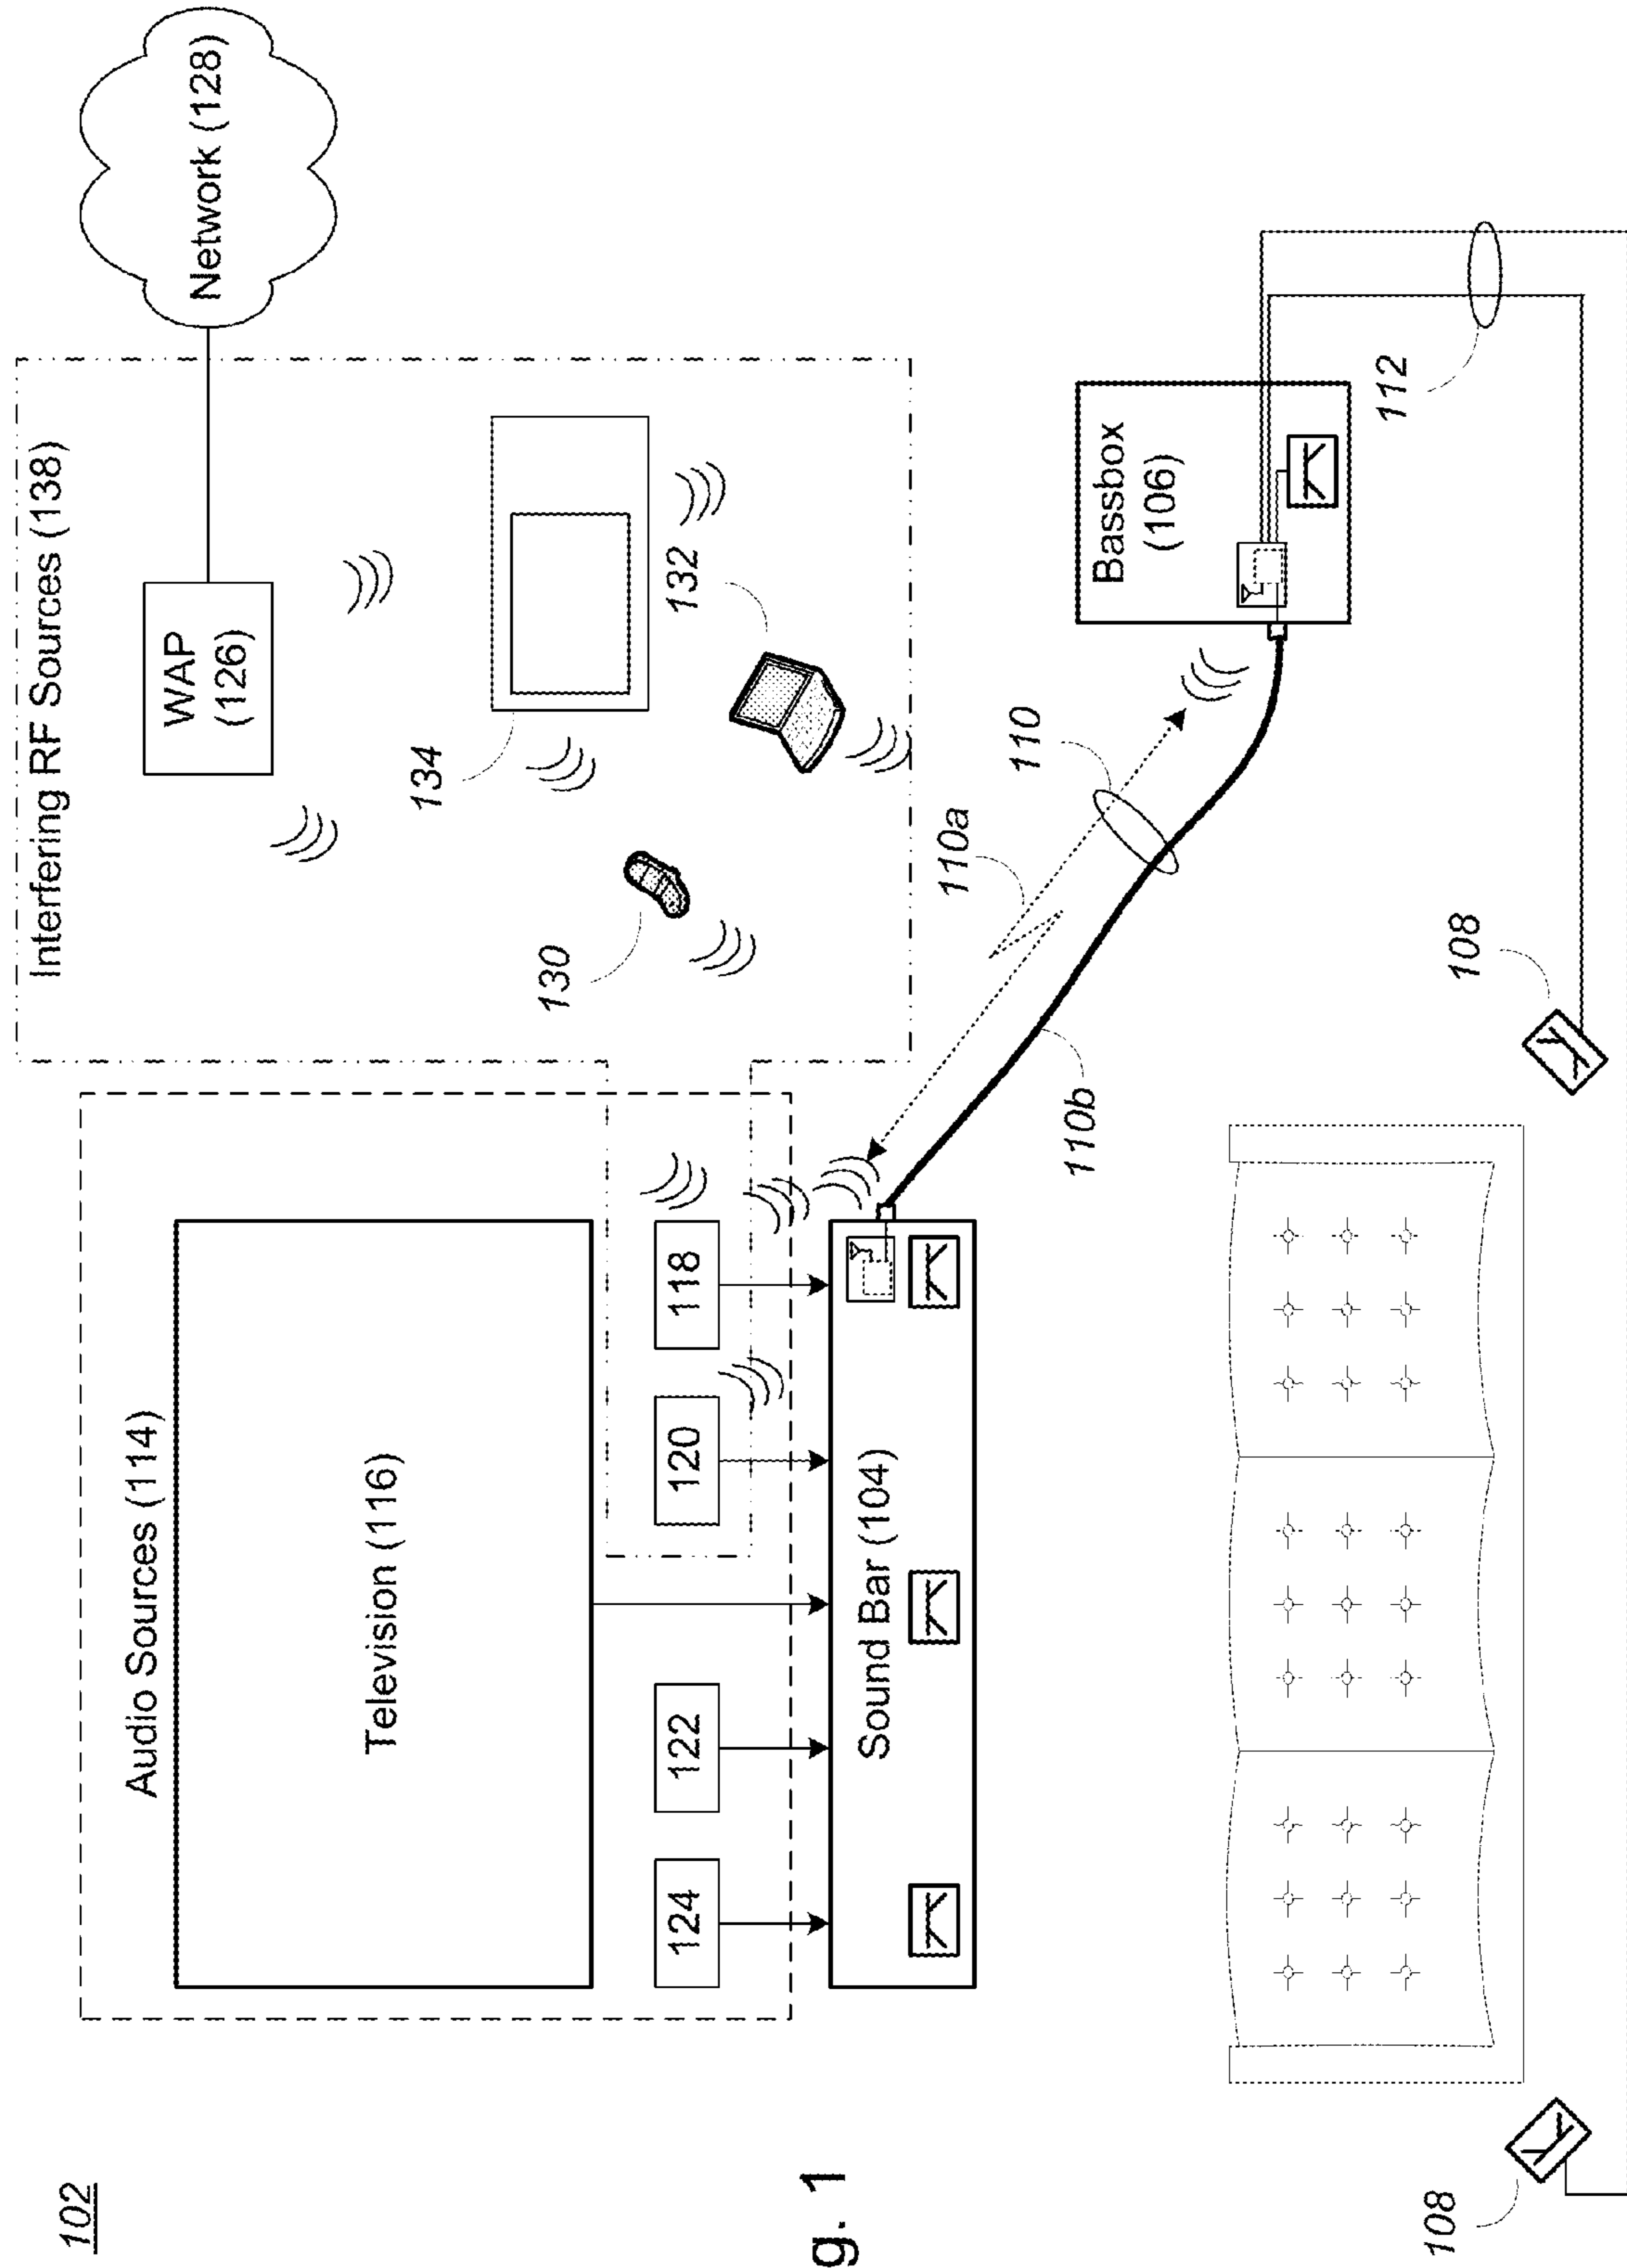 102
Audio Sources (114)
Television (116)
124
122
120
118
Sound Bar (104)
Interfering RF Sources (138)
WAP
(126)
Network (128)
134
132
130
110
110a
110b
Bassbox
(106)
112
108
108
g. 1